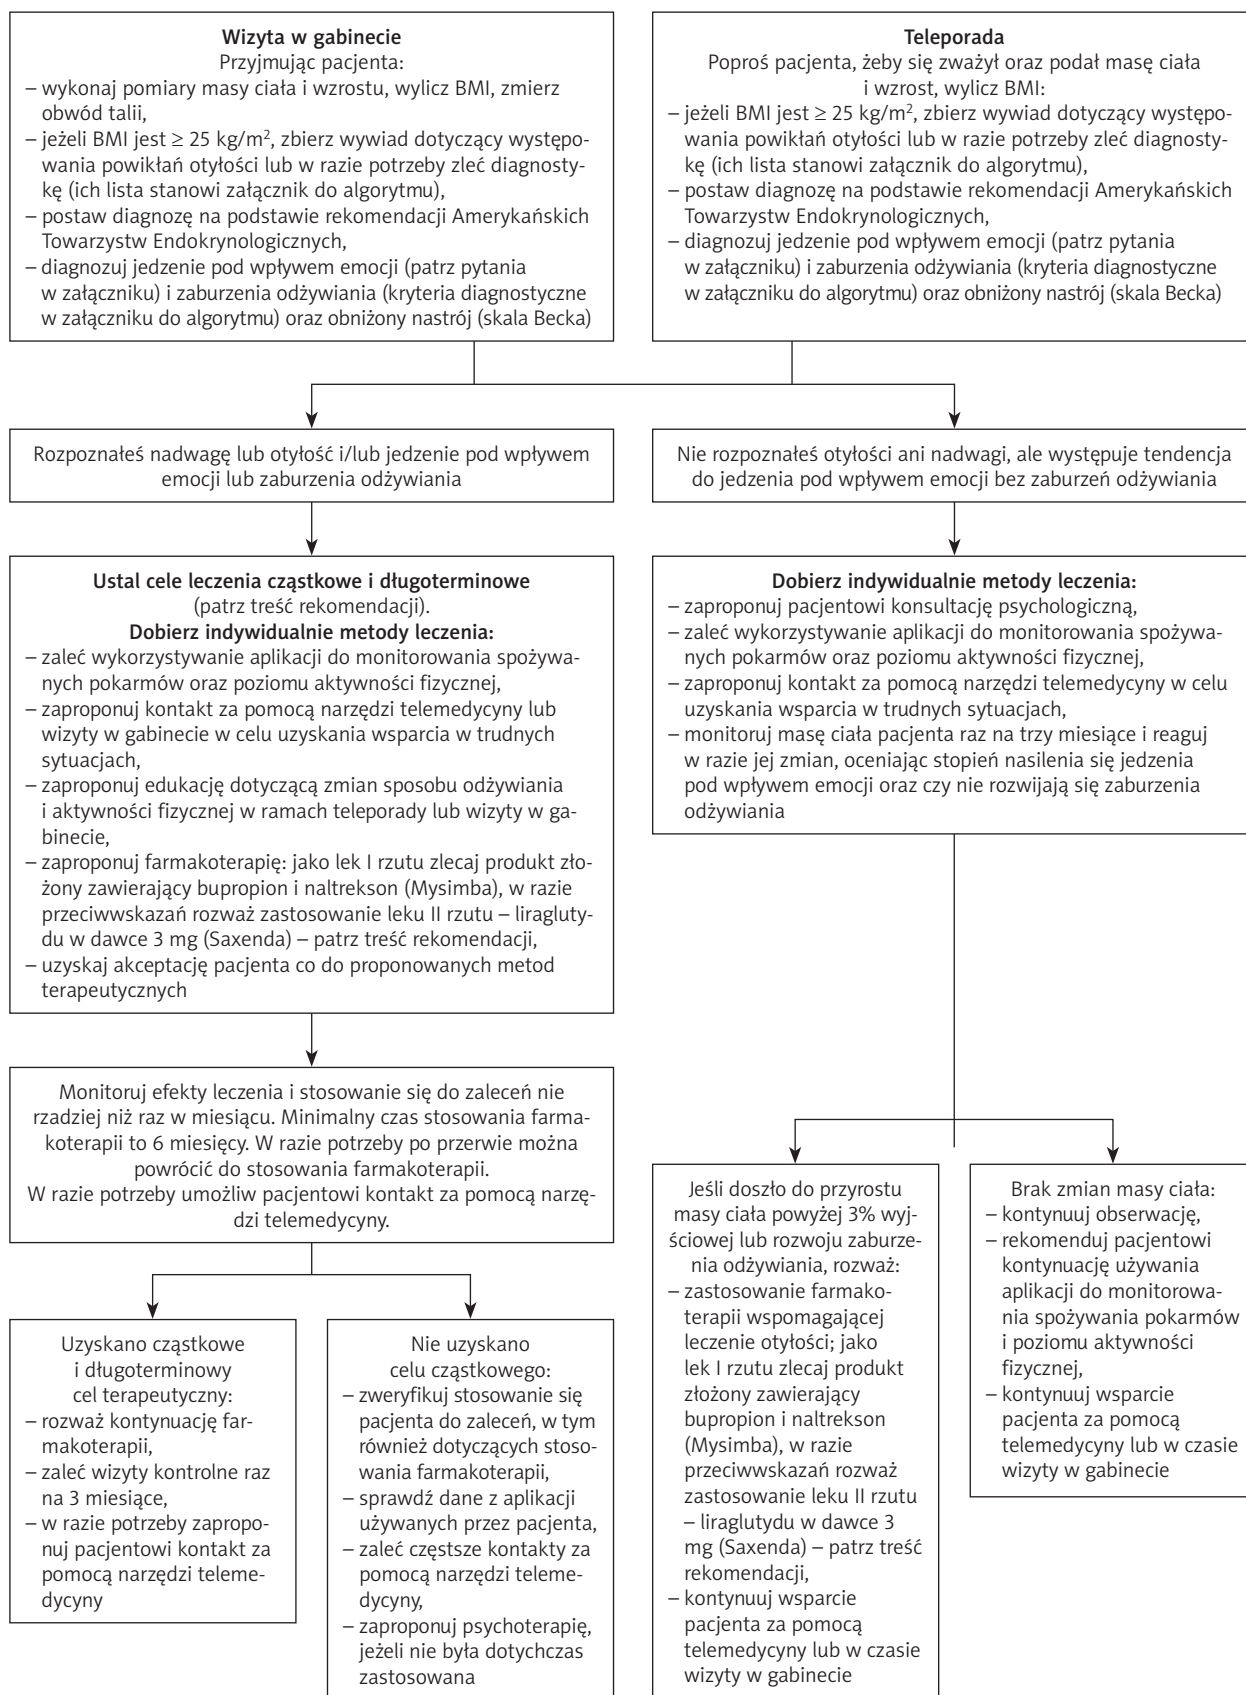 Wizyta w gabinecie
Przyjmując pacjenta:
– wykonaj pomiary masy ciała i wzrostu, wylicz BMI, zmierz
obwód talii,
– jeżeli BMI jest ≥ 25 kg/m², zbierz wywiad dotyczący występo-
wania powikłań otyłości lub w razie potrzeby zleć diagnosty-
kę (ich lista stanowi załącznik do algorytmu),
– postaw diagnozę na podstawie rekomendacji Amerykańskich
Towarzystw Endokrynologicznych,
– diagnozuj jedzenie pod wpływem emocji (patrz pytania
w załączniku) i zaburzenia odżywiania (kryteria diagnostyczne
w załączniku do algorytmu) oraz obniżony nastrój (skala Becka)
Teleporada
Poproś pacjenta, żeby się zważył oraz podał masę ciała
i wzrost, wylicz BMI:
– jeżeli BMI jest ≥ 25 kg/m², zbierz wywiad dotyczący występo-
wania powikłań otyłości lub w razie potrzeby zleć diagnosty-
kę (ich lista stanowi załącznik do algorytmu),
– postaw diagnozę na podstawie rekomendacji Amerykańskich
Towarzystw Endokrynologicznych,
– diagnozuj jedzenie pod wpływem emocji (patrz pytania
w załączniku) i zaburzenia odżywiania (kryteria diagnostyczne
w załączniku do algorytmu) oraz obniżony nastrój (skala Becka)
Rozpoznałeś nadwagę lub otyłość i/lub jedzenie pod wpływem
emocji lub zaburzenia odżywiania
Nie rozpoznałeś otyłości ani nadwagi, ale występuje tendencja
do jedzenia pod wpływem emocji bez zaburzeń odżywiania
Ustal cele leczenia cząstkowe i długoterminowe
(patrz treść rekomendacji).
Dobierz indywidualnie metody leczenia:
– zaleć wykorzystywanie aplikacji do monitorowania spożywa-
nych pokarmów oraz poziomu aktywności fizycznej,
– zaproponuj kontakt za pomocą narzędzi telemedycyny lub
wizyty w gabinecie w celu uzyskania wsparcia w trudnych
sytuacjach,
– zaproponuj edukację dotyczącą zmian sposobu odżywiania
i aktywności fizycznej w ramach teleporady lub wizyty w ga-
binecie,
– zaproponuj farmakoterapię: jako lek I rzutu zlecaj produkt zło-
żony zawierający bupropion i naltrekson (Mysimba), w razie
przeciwwskazań rozważ zastosowanie leku II rzutu – liragluty-
du w dawce 3 mg (Saxenda) – patrz treść rekomendacji,
– uzyskaj akceptację pacjenta co do proponowanych metod
terapeutycznych
Dobierz indywidualnie metody leczenia:
– zaproponuj pacjentowi konsultację psychologiczną,
– zaleć wykorzystywanie aplikacji do monitorowania spożywa-
nych pokarmów oraz poziomu aktywności fizycznej,
– zaproponuj kontakt za pomocą narzędzi telemedycyny w celu
uzyskania wsparcia w trudnych sytuacjach,
– monitoruj masę ciała pacjenta raz na trzy miesiące i reaguj
w razie jej zmian, oceniając stopień nasilenia się jedzenia
pod wpływem emocji oraz czy nie rozwijają się zaburzenia
odżywiania
Monitoruj efekty leczenia i stosowanie się do zaleceń nie
rzadziej niż raz w miesiącu. Minimalny czas stosowania farma-
koterapii to 6 miesięcy. W razie potrzeby po przerwie można
powrócić do stosowania farmakoterapii.
W razie potrzeby umożliw pacjentowi kontakt za pomocą narzę-
dzi telemedycyny.
Uzyskano cząstkowe
i długoterminowy
cel terapeutyczny:
– rozważ kontynuację far-
makoterapii,
– zaleć wizyty kontrolne raz
na 3 miesiące,
– w razie potrzeby zapropo-
nuj pacjentowi kontakt za
pomocą narzędzi teleme-
dycyny
Nie uzyskano
celu cząstkowego:
– zweryfikuj stosowanie się
pacjenta do zaleceń, w tym
również dotyczących stoso-
wania farmakoterapii,
– sprawdź dane z aplikacji
używanych przez pacjenta,
– zaleć częstsze kontakty za
pomocą narzędzi teleme-
dycyny,
– zaproponuj psychoterapię,
jeżeli nie była dotychczas
zastosowana
Jeśli doszło do przyrostu
masy ciała powyżej 3% wyj-
ściowej lub rozwoju zaburze-
nia odżywiania, rozważ:
– zastosowanie farmako-
terapii wspomagającej
leczenie otyłości; jako
lek I rzutu zlecaj produkt
złożony zawierający
bupropion i naltrekson
(Mysimba), w razie
przeciwwskazań rozważ
zastosowanie leku II rzutu
– liraglutydu w dawce 3
mg (Saxenda) – patrz treść
rekomendacji,
– kontynuuj wsparcie
pacjenta za pomocą
telemedycyny lub w czasie
wizyty w gabinecie
Brak zmian masy ciała:
– kontynuuj obserwację,
– rekomenduj pacjentowi
kontynuację używania
aplikacji do monitorowa-
nia spożywania pokarmów
i poziomu aktywności
fizycznej,
– kontynuuj wsparcie
pacjenta za pomocą
telemedycyny lub w czasie
wizyty w gabinecie